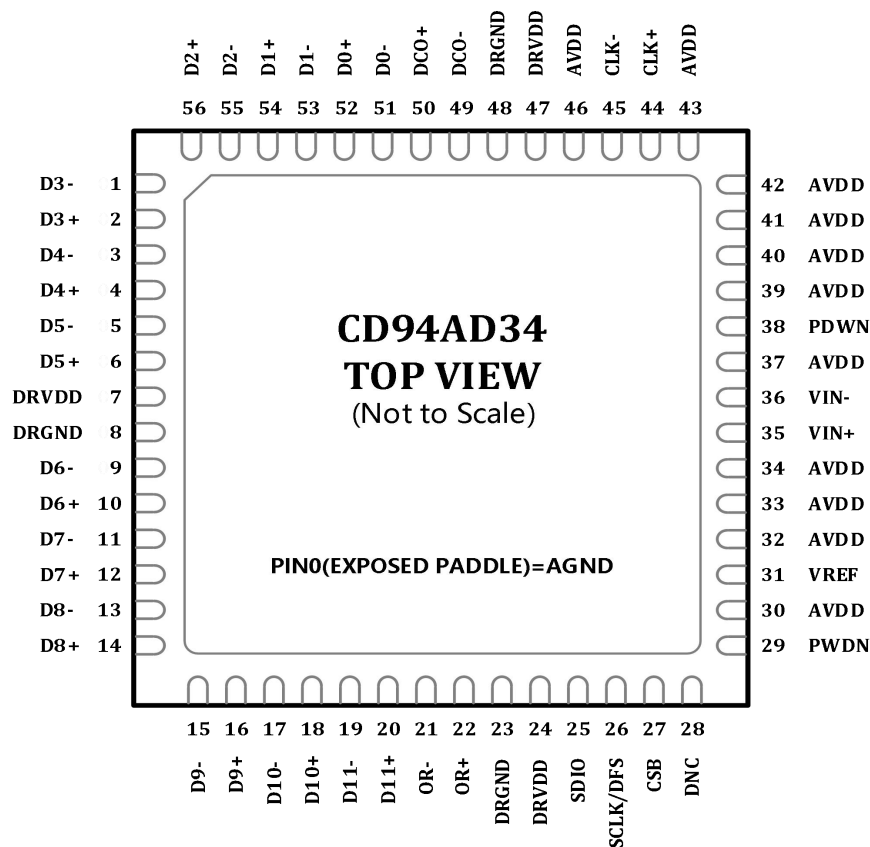 D2+ D2- D1+ D1- D0+ D0- DCO+ DCO- DRGND DRVDD AVDD CLK- CLK+ AVDD
56 55 54 53 52 51 50 49 48 47 46 45 44 43
D3- 1
D3+ 2
D4- 3
D4+ 4
D5- 5
D5+ 6
DRVDD 7
DRGND 8
D6- 9
D6+ 10
D7- 11
D7+ 12
D8- 13
D8+ 14
CD94AD34
TOP VIEW
(Not to Scale)
PIN0(EXPOSED PADDLE)=AGND
42 AVDD
41 AVDD
40 AVDD
39 AVDD
38 PDWN
37 AVDD
36 VIN-
35 VIN+
34 AVDD
33 AVDD
32 AVDD
31 VREF
30 AVDD
29 PWDN
15 16 17 18 19 20 21 22 23 24 25 26 27 28
D9- D9+ D10- D10+ D11- D11+ OR- OR+ DRGND DRVDD SDIO SCLK/DFS CSB DNC